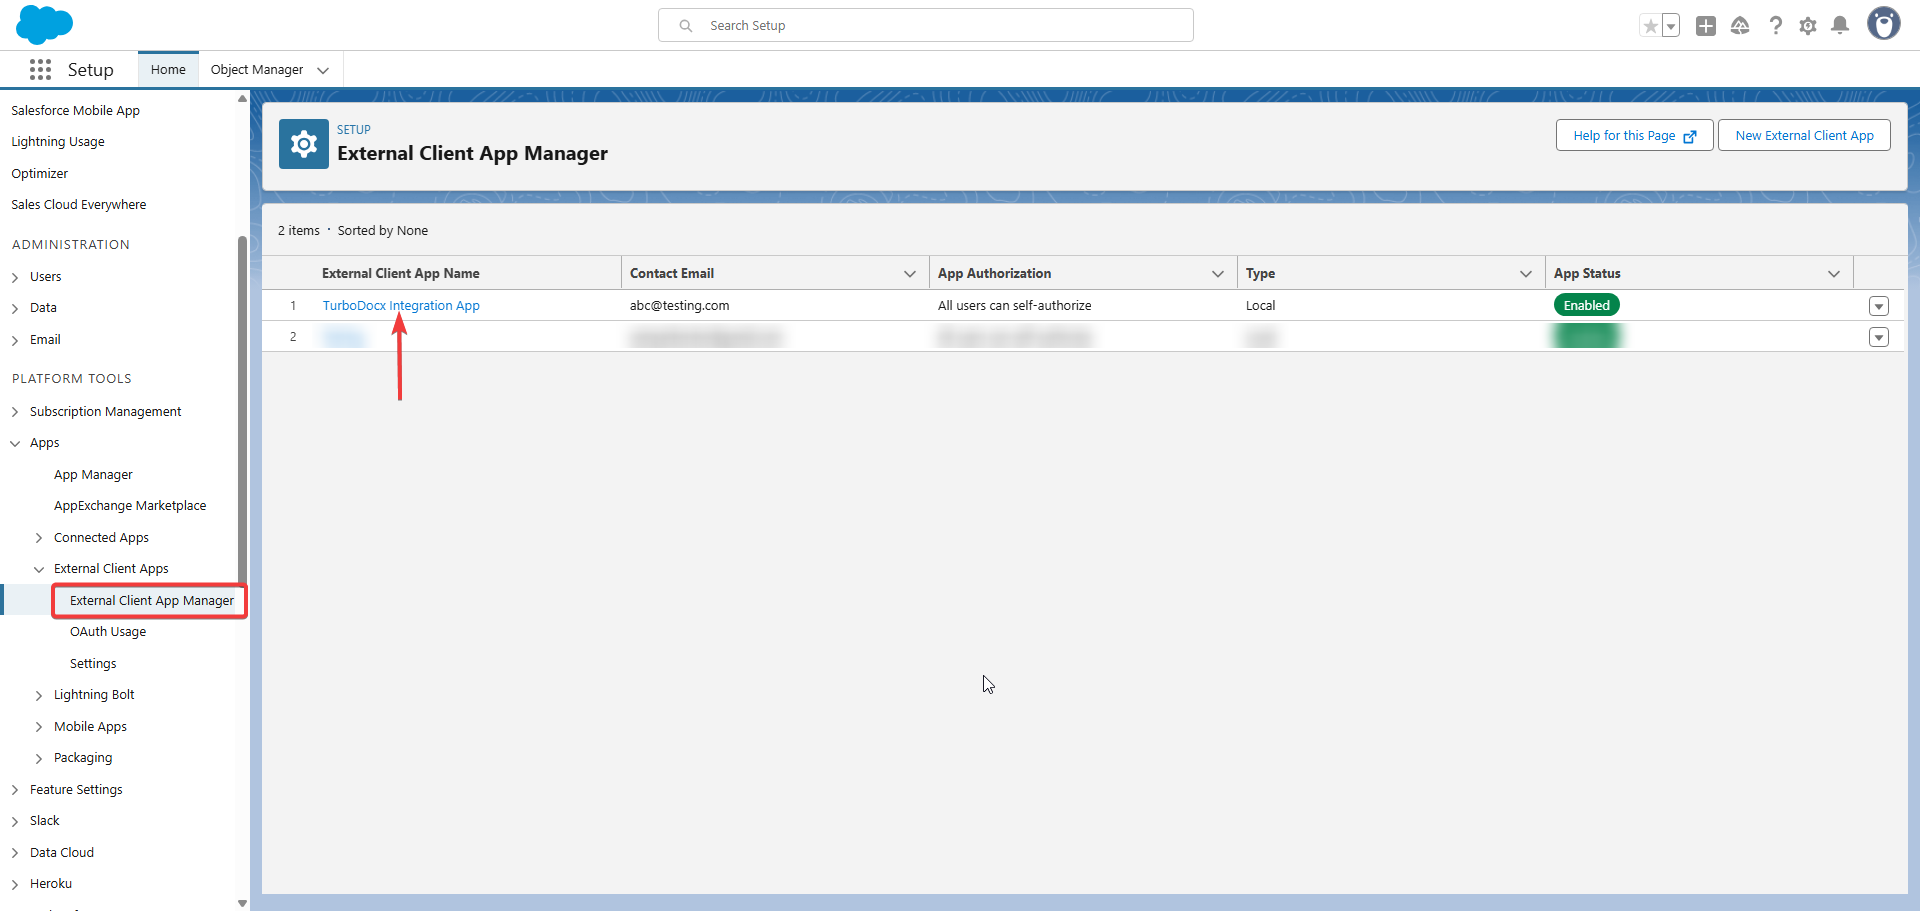 Search Setup
Setup
Home
Object Manager
Salesforce Mobile App
Lightning Usage
Optimizer
Sales Cloud Everywhere
ADMINISTRATION
Users
Data
Email
PLATFORM TOOLS
Subscription Management
Apps
App Manager
AppExchange Marketplace
Connected Apps
External Client Apps
External Client App Manager
OAuth Usage
Settings
Lightning Bolt
Mobile Apps
Packaging
Feature Settings
Slack
Data Cloud
Heroku
SETUP
External Client App Manager
Help for this Page
New External Client App
2 items · Sorted by None
External Client App Name Contact Email App Authorization Type App Status
1 TurboDocx Integration App abc@testing.com All users can self-authorize Local Enabled
2